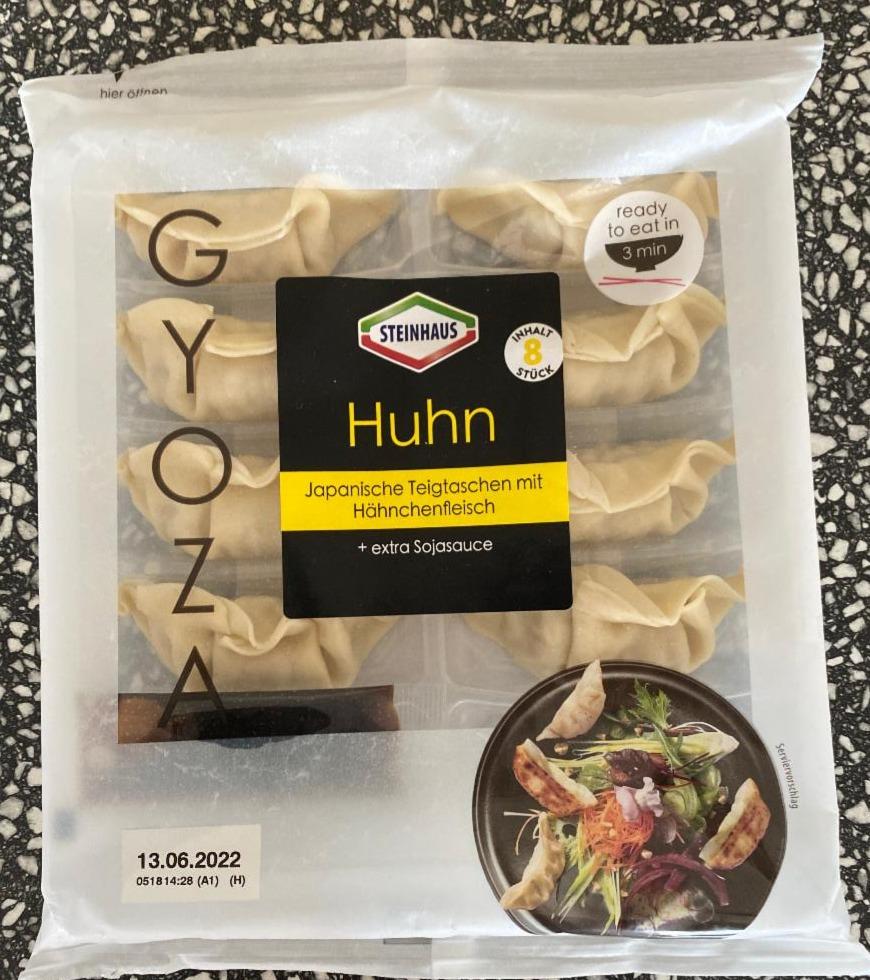 hier öffnen
GYOZA
ready
to eat in
3 min
STEINHAUS
INHALT
8
STÜCK
Huhn
Japanische Teigtaschen mit
Hähnchenfleisch
+ extra Sojasauce
Serviervorschlag
13.06.2022
051814:28 (A1) (H)